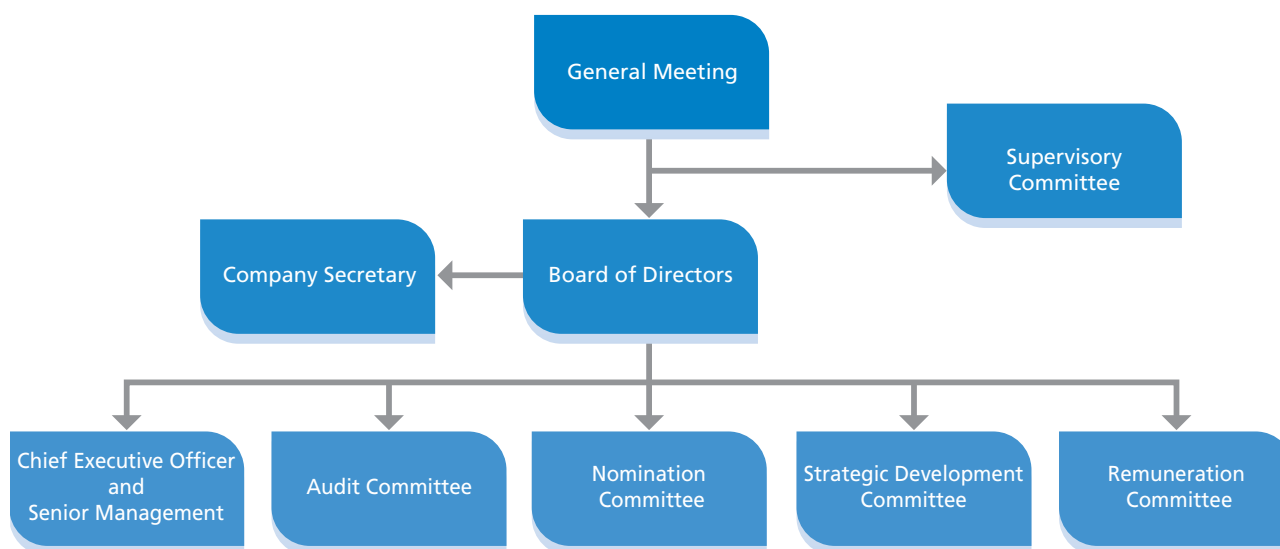 General Meeting
Supervisory
Committee
Company Secretary
Board of Directors
Chief Executive Officer
and
Senior Management
Audit Committee
Nomination
Committee
Strategic Development
Committee
Remuneration
Committee